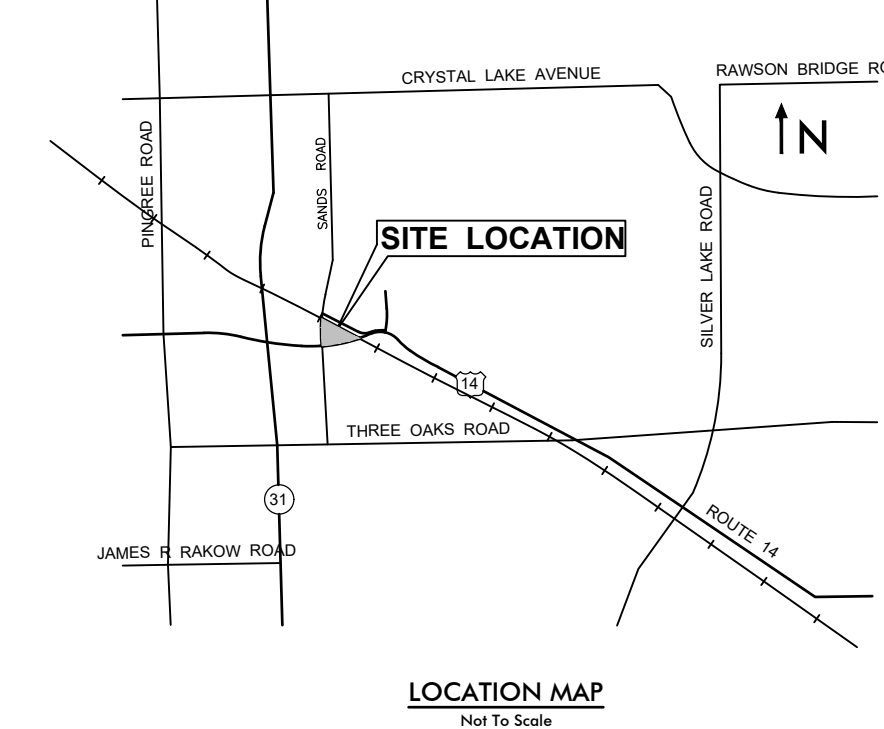 CRYSTAL LAKE AVENUE
RAWSON BRIDGE
N
PINGREE ROAD
SANDS ROAD
SILVER LAKE ROAD
SITE LOCATION
14
THREE OAKS ROAD
31
ROUTE 14
JAMES R RAKOW ROAD
LOCATION MAP
Not To Scale